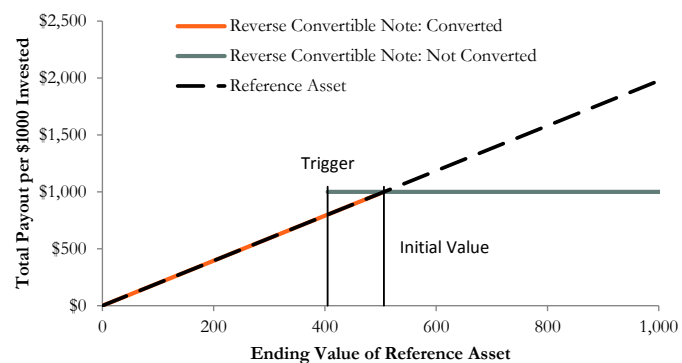 Total Payout per $1000 Invested
$2,500
$2,000
$1,500
$1,000
$500
$0
Reverse Convertible Note: Converted
Reverse Convertible Note: Not Converted
Reference Asset
Trigger
Initial Value
0
200
400
600
800
1,000
Ending Value of Reference Asset